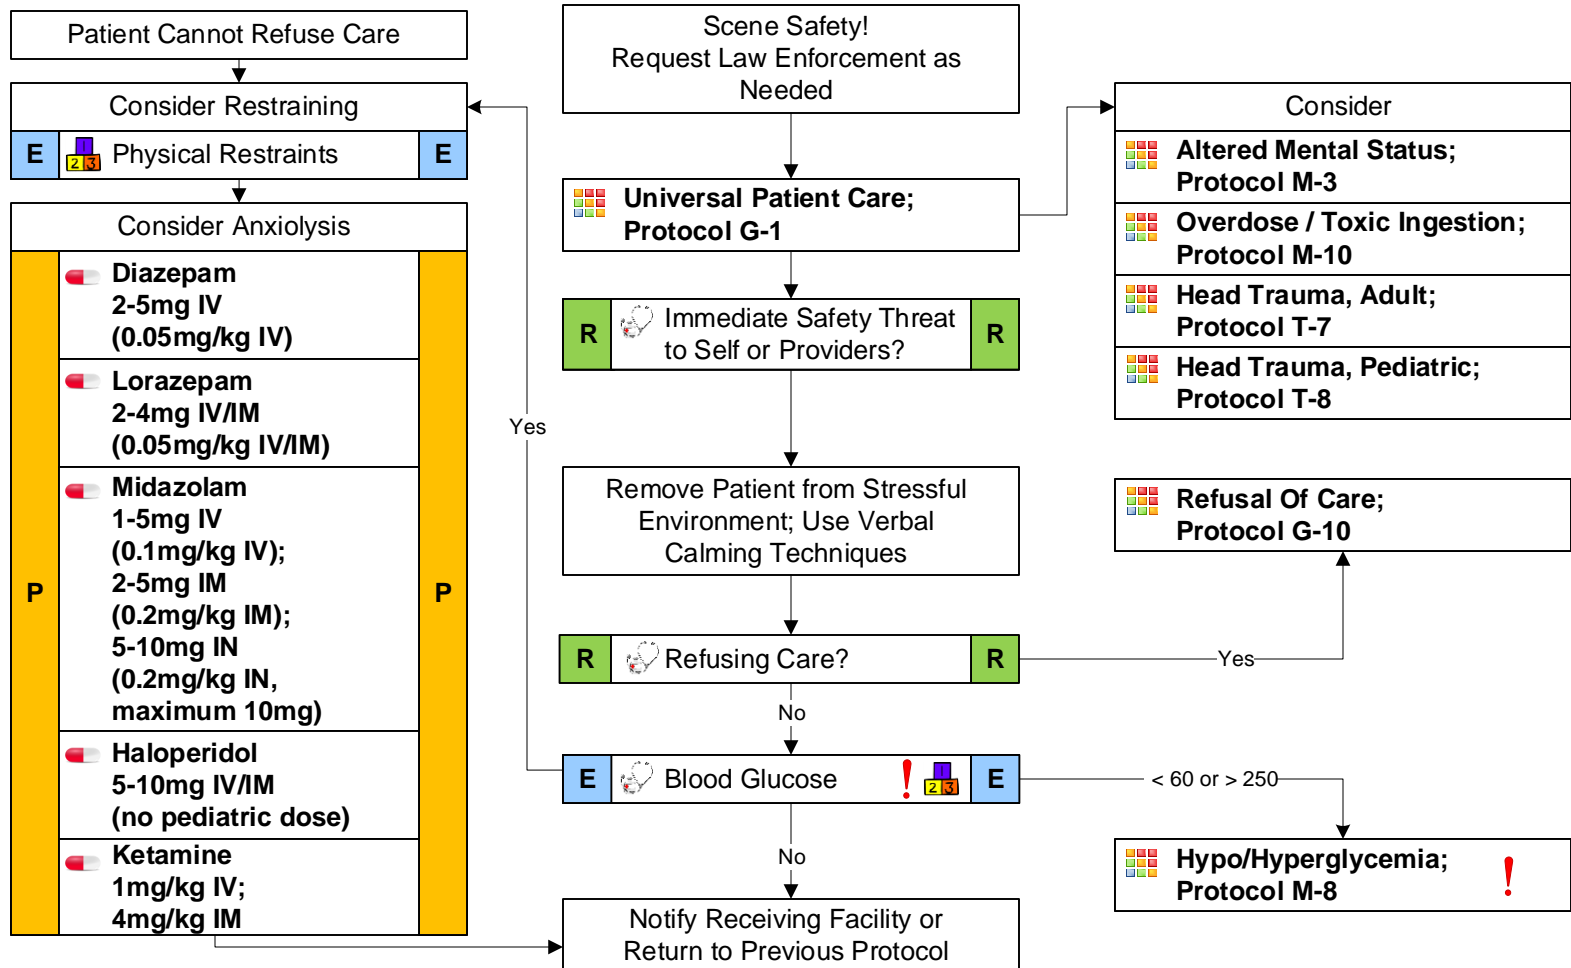 Patient Cannot Refuse Care
Consider Restraining
E
1
2 3
Physical Restraints
E
Consider Anxiolysis
P
Diazepam
2-5mg IV
(0.05mg/kg IV)
Lorazepam
2-4mg IV/IM
(0.05mg/kg IV/IM)
Midazolam
1-5mg IV
(0.1mg/kg IV);
2-5mg IM
(0.2mg/kg IM);
5-10mg IN
(0.2mg/kg IN,
maximum 10mg)
Haloperidol
5-10mg IV/IM
(no pediatric dose)
Ketamine
1mg/kg IV;
4mg/kg IM
P
Yes
Scene Safety!
Request Law Enforcement as
Needed
Universal Patient Care;
Protocol G-1
R
Immediate Safety Threat
to Self or Providers?
R
Remove Patient from Stressful
Environment; Use Verbal
Calming Techniques
R
Refusing Care?
R
Yes
No
E
Blood Glucose
!
1
2 3
E
< 60 or > 250
No
Notify Receiving Facility or
Return to Previous Protocol
Consider
Altered Mental Status;
Protocol M-3
Overdose / Toxic Ingestion;
Protocol M-10
Head Trauma, Adult;
Protocol T-7
Head Trauma, Pediatric;
Protocol T-8
Refusal Of Care;
Protocol G-10
Hypo/Hyperglycemia;
Protocol M-8
!